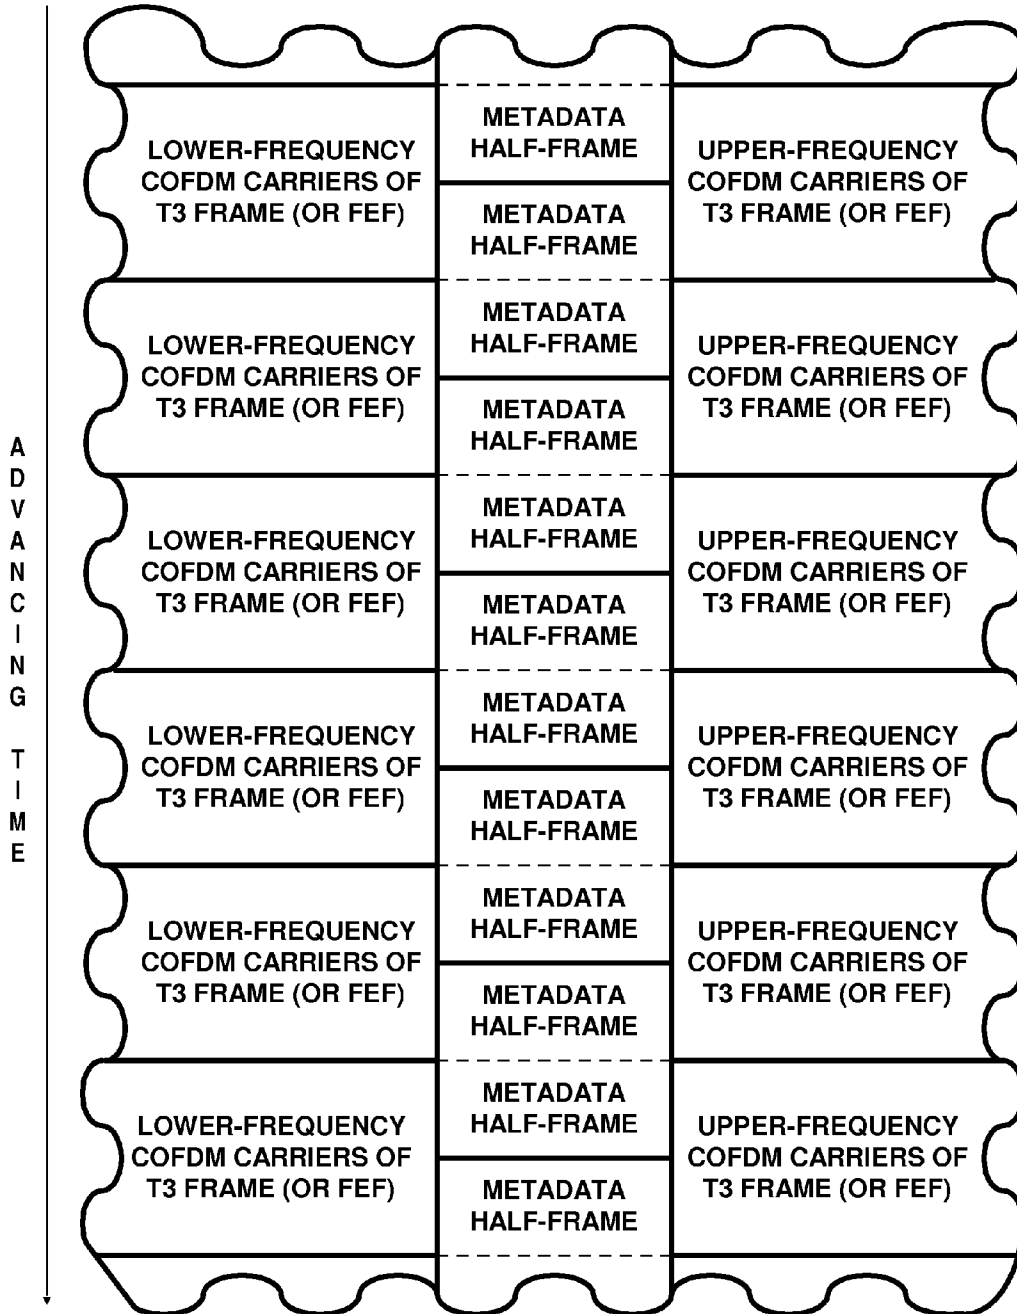 METADATA
HALF-FRAME
LOWER-FREQUENCY
COFDM CARRIERS OF
T3 FRAME (OR FEF)
UPPER-FREQUENCY
COFDM CARRIERS OF
T3 FRAME (OR FEF)
METADATA
HALF-FRAME
METADATA
HALF-FRAME
LOWER-FREQUENCY
COFDM CARRIERS OF
T3 FRAME (OR FEF)
UPPER-FREQUENCY
COFDM CARRIERS OF
T3 FRAME (OR FEF)
METADATA
HALF-FRAME
METADATA
HALF-FRAME
LOWER-FREQUENCY
COFDM CARRIERS OF
T3 FRAME (OR FEF)
UPPER-FREQUENCY
COFDM CARRIERS OF
T3 FRAME (OR FEF)
METADATA
HALF-FRAME
METADATA
HALF-FRAME
LOWER-FREQUENCY
COFDM CARRIERS OF
T3 FRAME (OR FEF)
UPPER-FREQUENCY
COFDM CARRIERS OF
T3 FRAME (OR FEF)
METADATA
HALF-FRAME
METADATA
HALF-FRAME
LOWER-FREQUENCY
COFDM CARRIERS OF
T3 FRAME (OR FEF)
UPPER-FREQUENCY
COFDM CARRIERS OF
T3 FRAME (OR FEF)
METADATA
HALF-FRAME
METADATA
HALF-FRAME
LOWER-FREQUENCY
COFDM CARRIERS OF
T3 FRAME (OR FEF)
UPPER-FREQUENCY
COFDM CARRIERS OF
T3 FRAME (OR FEF)
METADATA
HALF-FRAME
ADVANCING TIME